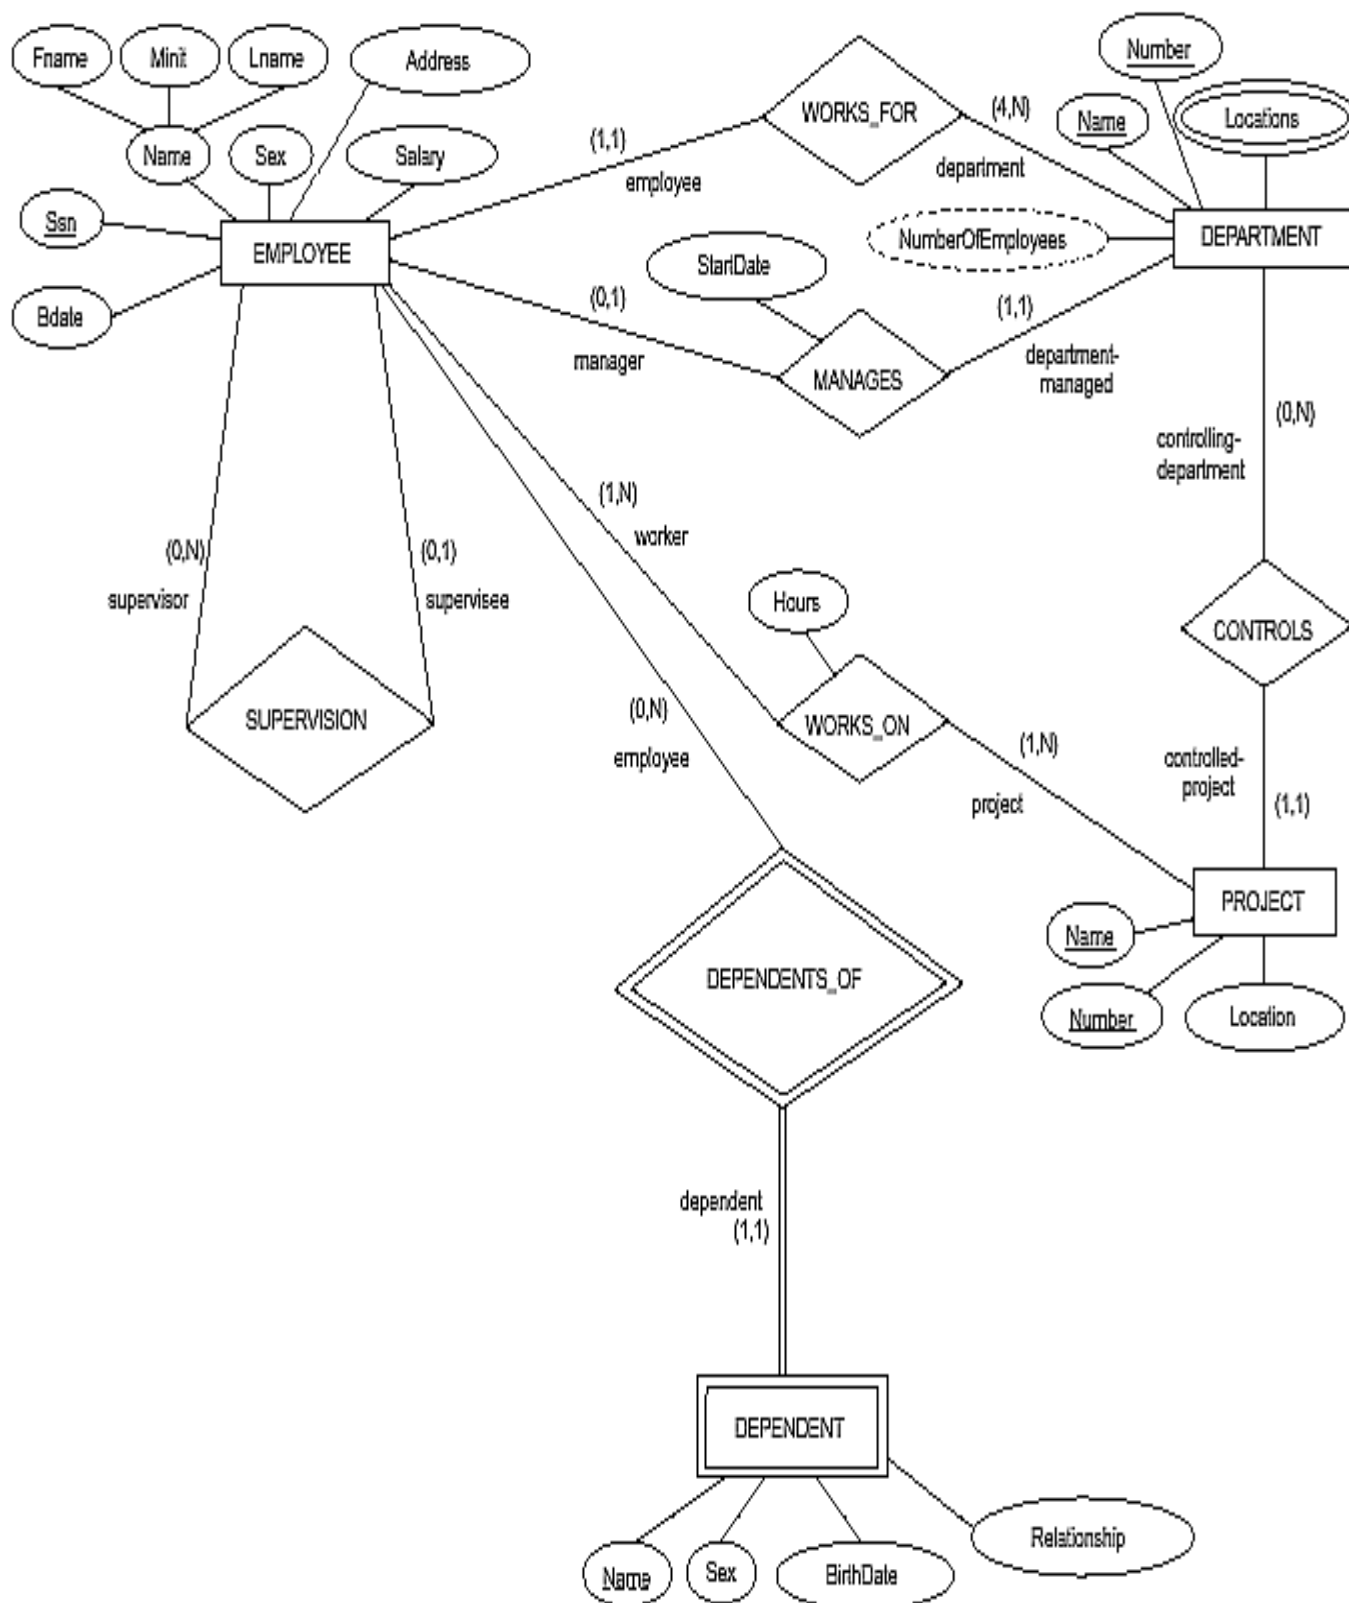 Fname
Minit
Lname
Address
Number
WORKS_FOR
(4,N)
Name
Locations
Name
Sex
Salary
(1,1)
employee
department
Ssn
EMPLOYEE
NumberOfEmployees
DEPARTMENT
StartDate
Bdate
(0,1)
(1,1)
manager
MANAGES
department-
managed
(0,N)
controlling-
department
(1,N)
worker
(0,N)
(0,1)
supervisor
supervisee
Hours
CONTROLS
SUPERVISION
(0,N)
employee
WORKS_ON
(1,N)
project
controlled-
project
(1,1)
PROJECT
Name
DEPENDENTS_OF
Number
Location
dependent
(1,1)
DEPENDENT
Relationship
Name
Sex
BirthDate